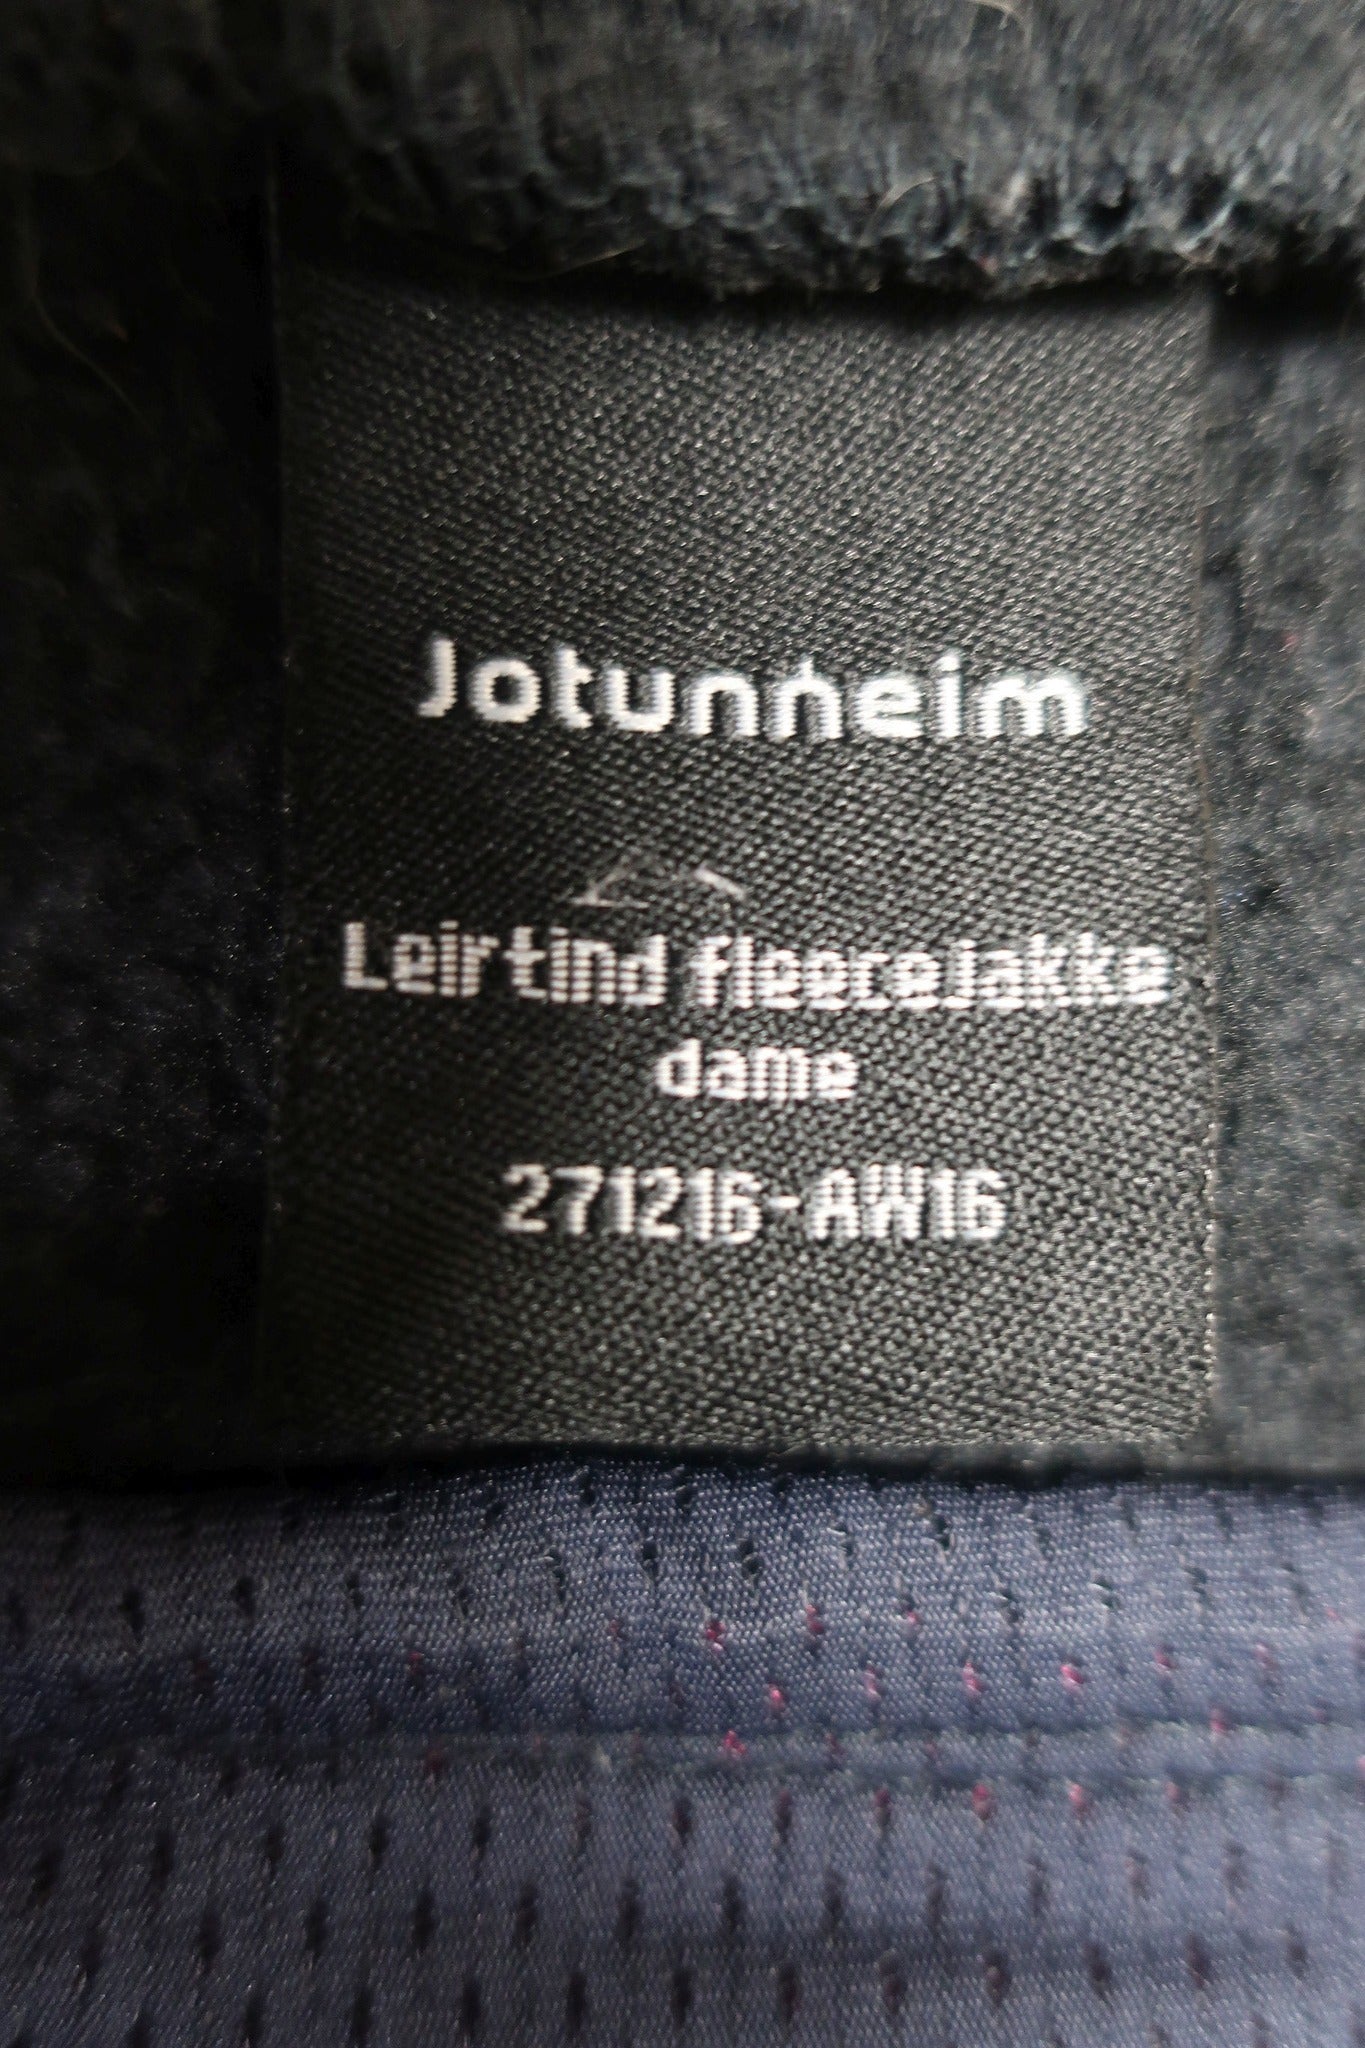 Jotunheim
Leirtind fleecejakke
dame
271216-AW16